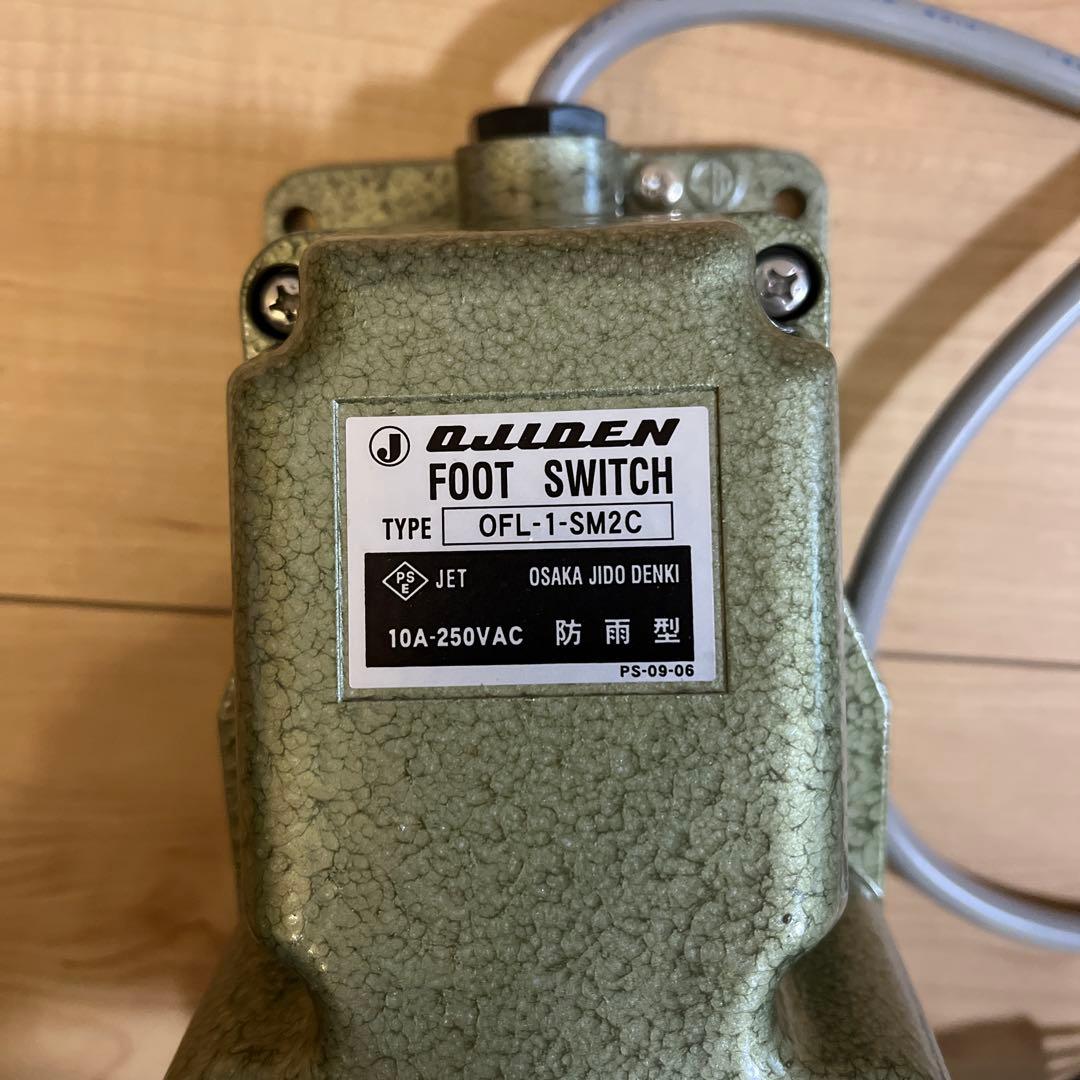 J OJIDEN
FOOT SWITCH
TYPE OFL-1-SM2C
PSE JET OSAKA JIDO DENKI
10A-250VAC 防雨型
PS-09-06